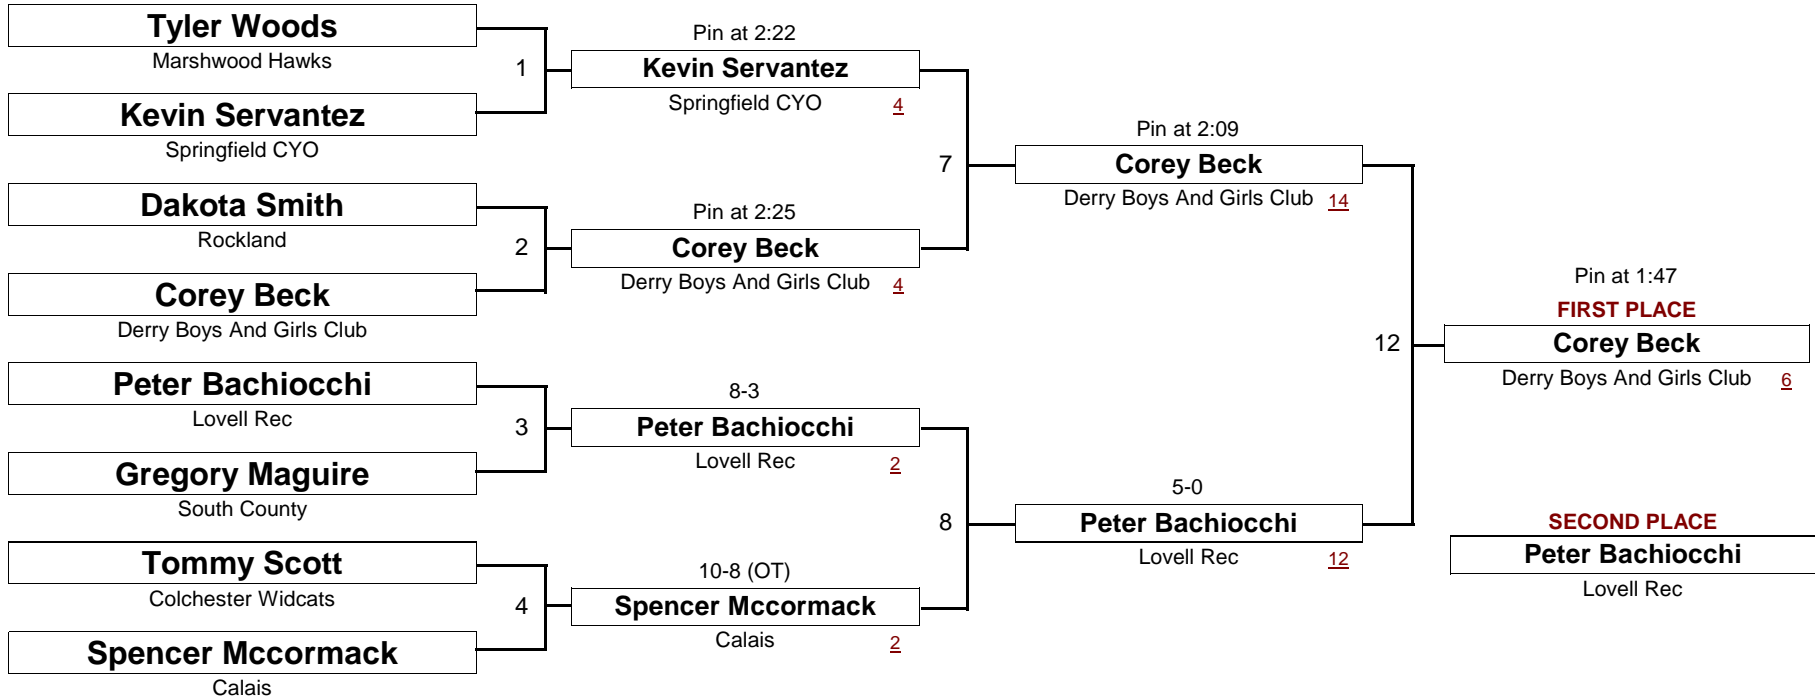 Tyler Woods
Marshwood Hawks
1
Kevin Servantez
Springfield CYO
Dakota Smith
Rockland
2
Corey Beck
Derry Boys And Girls Club
Peter Bachiocchi
Lovell Rec
3
Gregory Maguire
South County
Tommy Scott
Colchester Widcats
4
Spencer Mccormack
Calais
Pin at 2:22
Kevin Servantez
Springfield CYO 4
7
Pin at 2:25
Corey Beck
Derry Boys And Girls Club 4
8-3
Peter Bachiocchi
Lovell Rec 2
8
10-8 (OT)
Spencer Mccormack
Calais 2
Pin at 2:09
Corey Beck
Derry Boys And Girls Club 14
12
5-0
Peter Bachiocchi
Lovell Rec 12
Pin at 1:47
FIRST PLACE
Corey Beck
Derry Boys And Girls Club 6
SECOND PLACE
Peter Bachiocchi
Lovell Rec